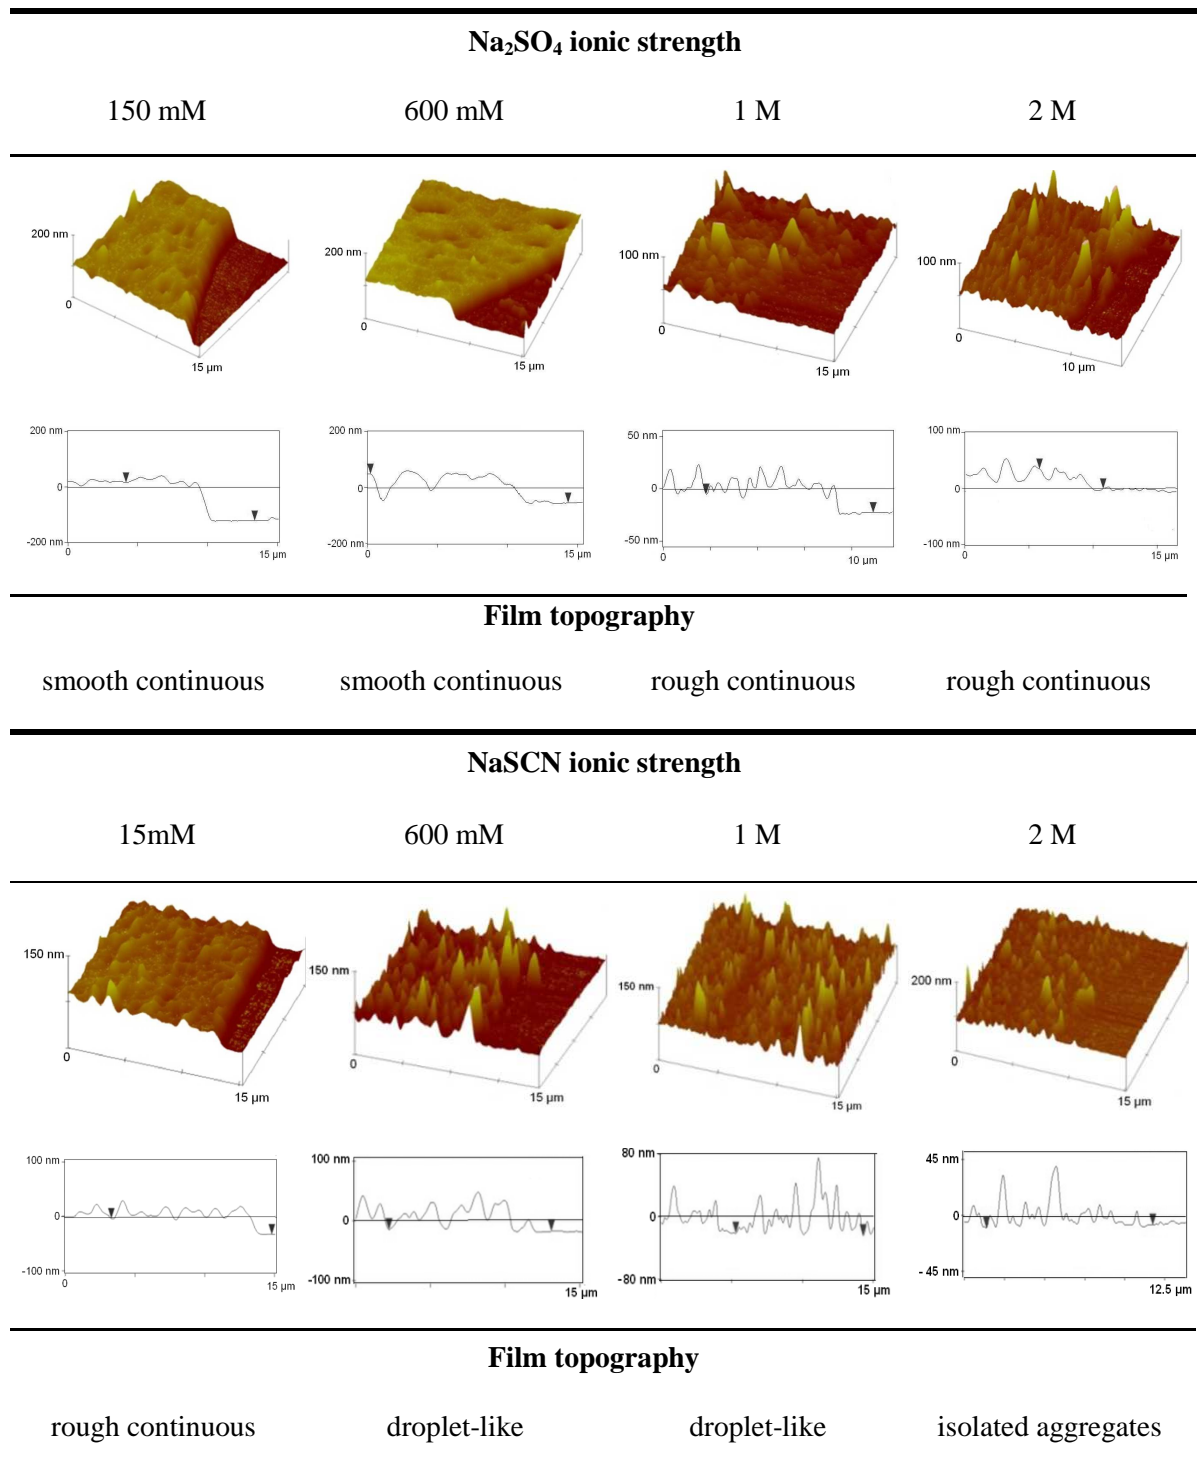 Na₂SO₄ ionic strength
150 mM 600 mM 1 M 2 M
200 nm 0 15 µm
200 nm 0 15 µm
100 nm 0 15 µm
100 nm 0 10 µm
200 nm 0 -200 nm 0 15 µm
200 nm 0 -200 nm 0 15 µm
50 nm 0 -50 nm 0 10 µm
100 nm 0 -100 nm 0 15 µm
Film topography
smooth continuous smooth continuous rough continuous rough continuous
NaSCN ionic strength
15mM 600 mM 1 M 2 M
150 nm 0 15 µm
150 nm 0 15 µm
150 nm 0 15 µm
200 nm 0 15 µm
100 nm 0 -100 nm 0 15 µm
100 nm 0 -100 nm 15 µm
80 nm 0 -80 nm 15 µm
45 nm 0 - 45 nm 12.5 µm
Film topography
rough continuous droplet-like droplet-like isolated aggregates